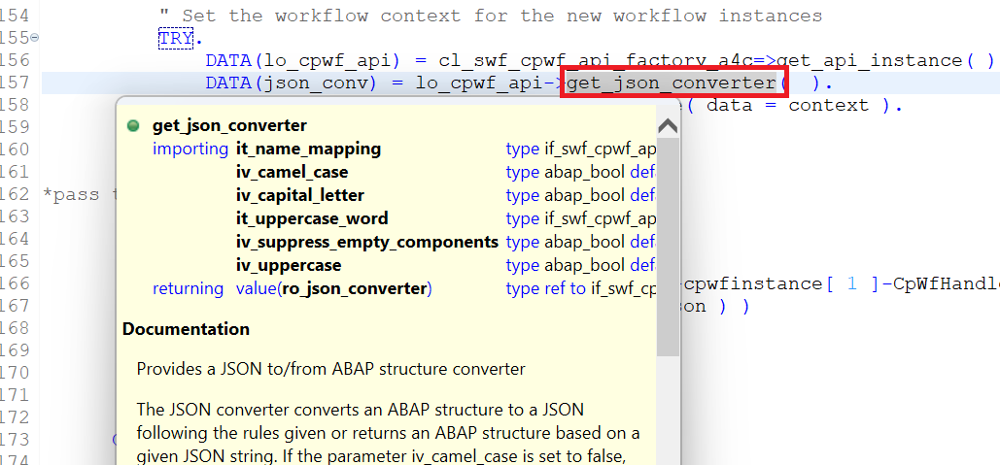 154 " Set the workflow context for the new workflow instances
155 TRY.
156 DATA(lo_cpwf_api) = cl_swf_cpwf_api_factory_a4c=>get_api_instance( )
157 DATA(json_conv) = lo_cpwf_api->get_json_converter( ).
158 ( data = context ).
159
160
161
162 *pass
163
164
165
166 cpwfinstance[ 1 ]-CpWfHandl
167 on ) )
168
169
170
171
172
173
174
get_json_converter
importing it_name_mapping type if_swf_cpwf_ap
iv_camel_case type abap_bool def
iv_capital_letter type abap_bool def
it_uppercase_word type if_swf_cpwf_ap
iv_suppress_empty_components type abap_bool def
iv_uppercase type abap_bool def
returning value(ro_json_converter) type ref to if_swf_cp
Documentation
Provides a JSON to/from ABAP structure converter
The JSON converter converts an ABAP structure to a JSON
following the rules given or returns an ABAP structure based on a
given JSON string. If the parameter iv_camel_case is set to false,